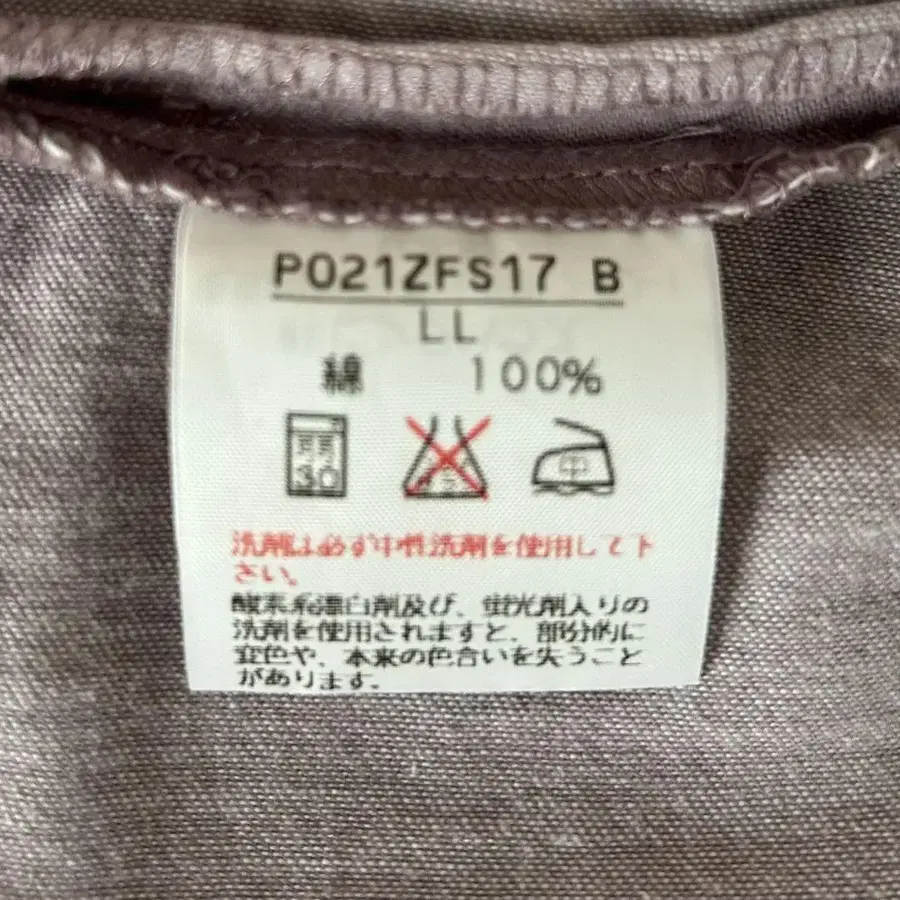 P021ZFS17 B
LL
綿 100%
30
中
洗剤は必ず中性洗剤を使用して下
さい。
酸素系漂白剤及び、蛍光剤入りの
洗剤を使用されますと、部分的に
変色や、本来の色合いを失うこと
があります。